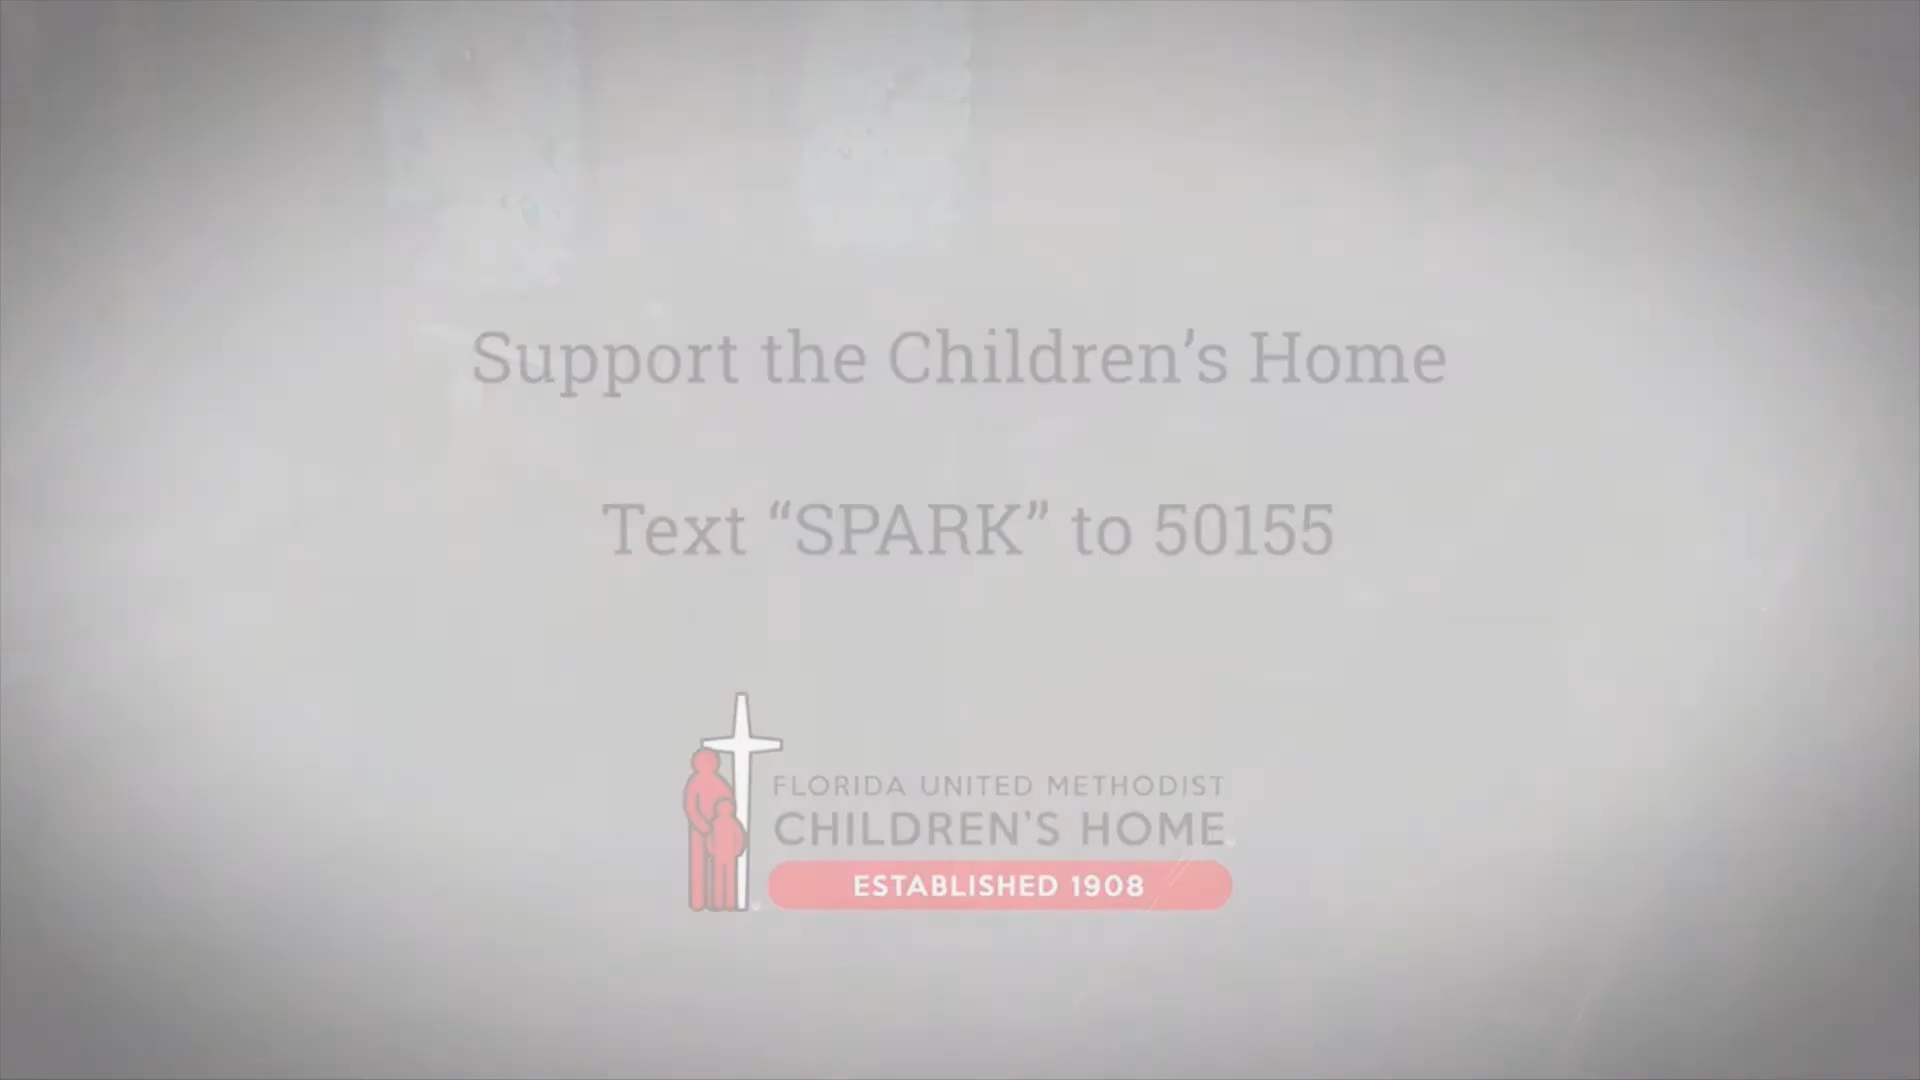 Support the Children’s Home
Text “SPARK” to 50155
FLORIDA UNITED METHODIST
CHILDREN'S HOME
ESTABLISHED 1908